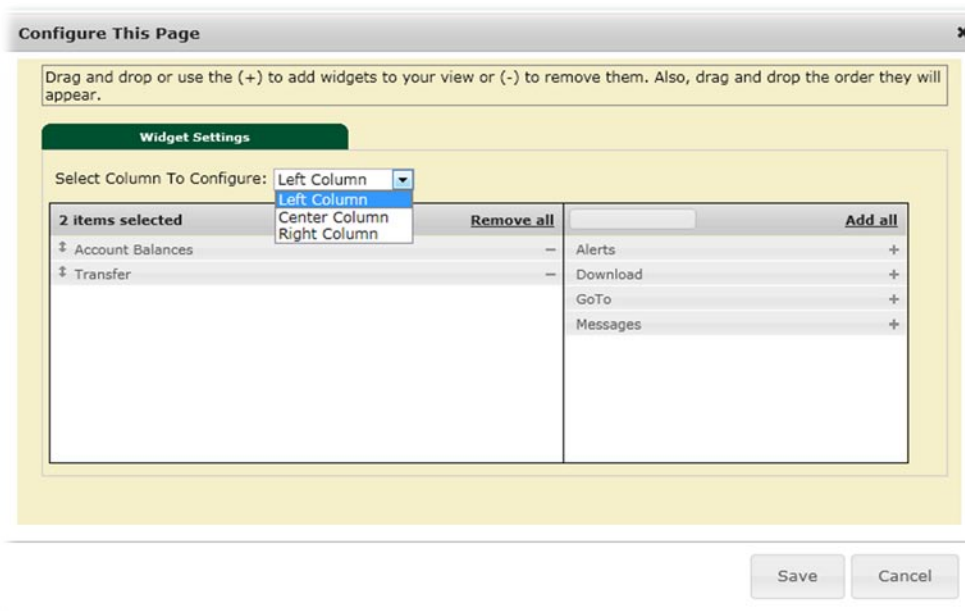 Configure This Page
Drag and drop or use the (+) to add widgets to your view or (-) to remove them. Also, drag and drop the order they will
appear.
Widget Settings
Select Column To Configure: Left Column
Left Column
Center Column
Right Column
2 items selected
Remove all
Add all
Account Balances
Transfer
Alerts
Download
GoTo
Messages
Save
Cancel